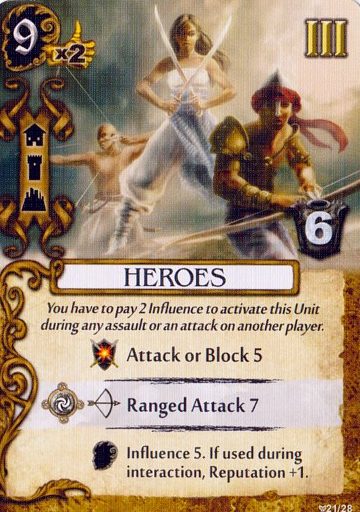 9
x2
III
6
HEROES
You have to pay 2 Influence to activate this Unit
during any assault or an attack on another player.
Attack or Block 5
Ranged Attack 7
Influence 5. If used during
interaction, Reputation +1.
21/28